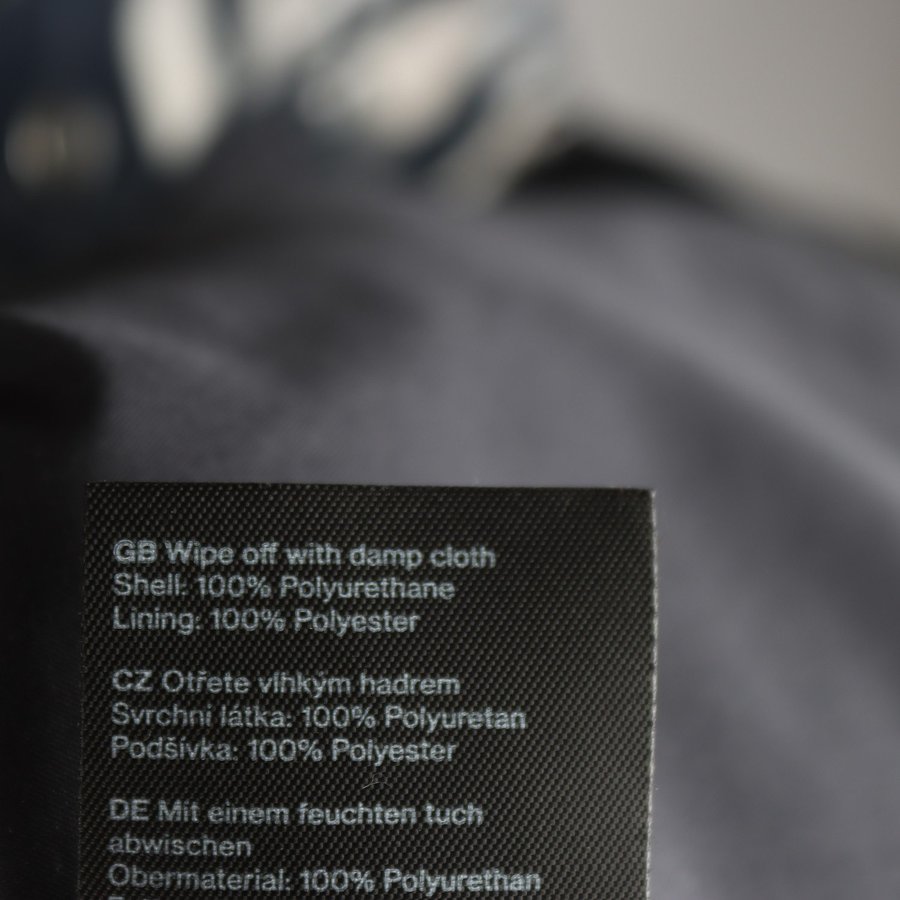 GB Wipe off with damp cloth
Shell: 100% Polyurethane
Lining: 100% Polyester
CZ Otřete vlhkým hadrem
Svrchní látka: 100% Polyuretan
Podšívka: 100% Polyester
DE Mit einem feuchten tuch
abwischen
Obermaterial: 100% Polyurethan